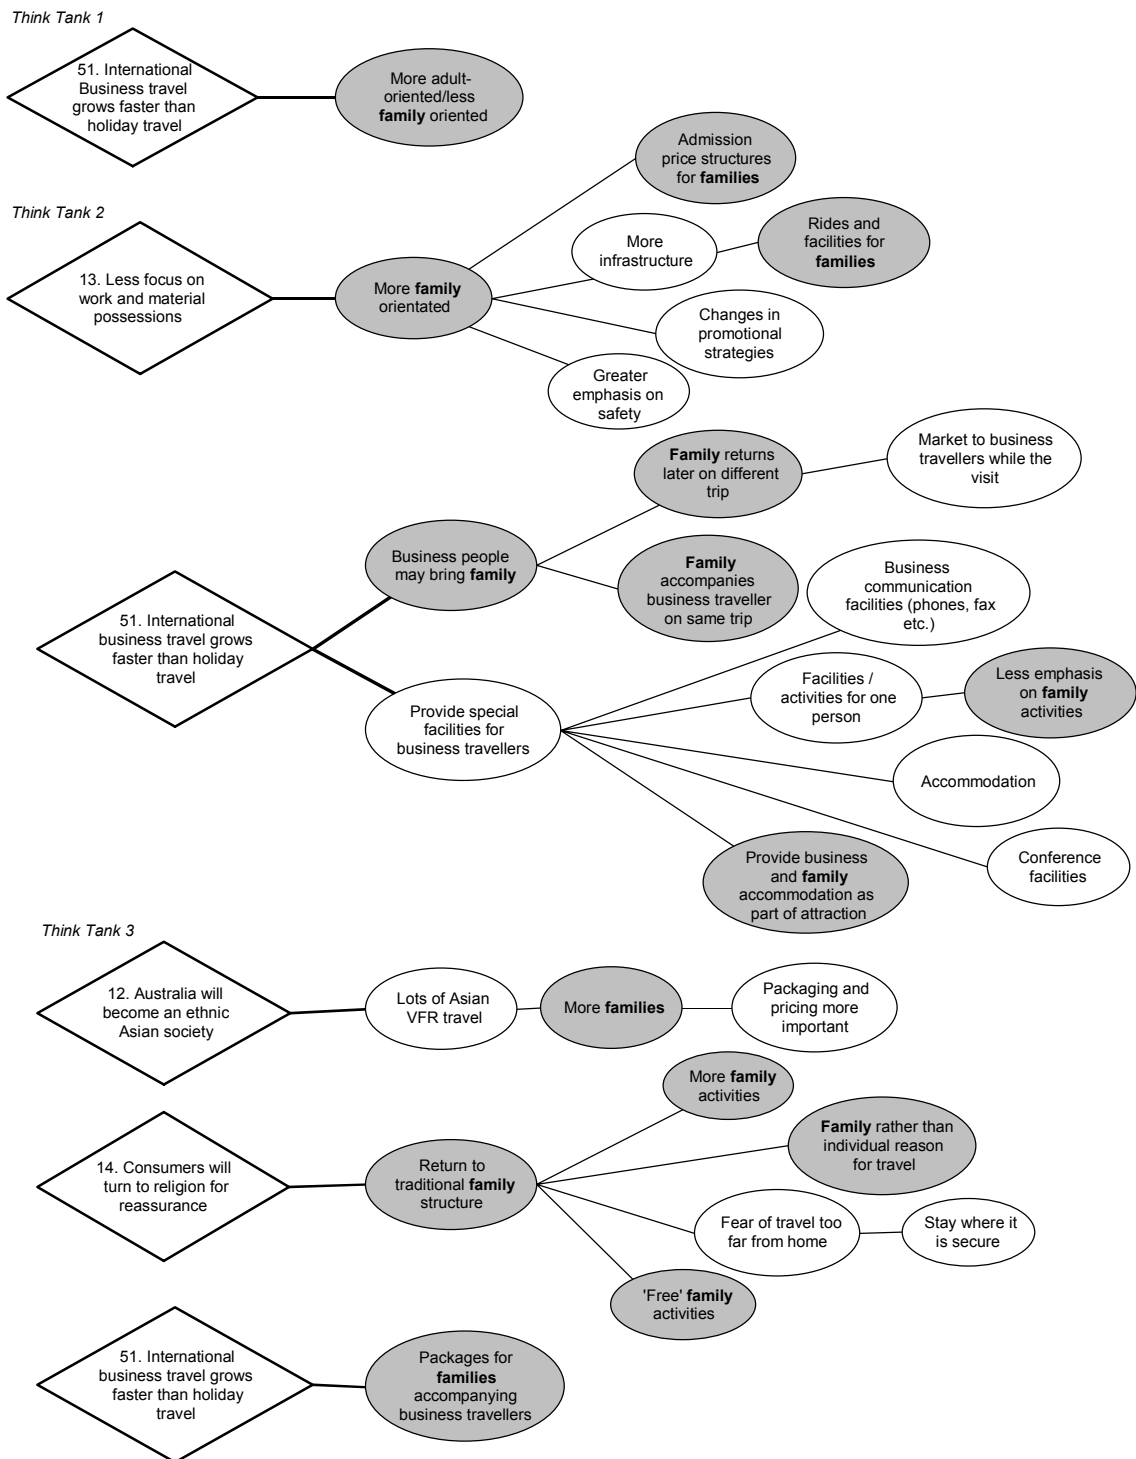 Think Tank 1
51. International
Business travel
grows faster than
holiday travel
More adult-
oriented/less
family oriented
Admission
price structures
for families
Think Tank 2
13. Less focus on
work and material
possessions
More family
orientated
More
infrastructure
Rides and
facilities for
families
Changes in
promotional
strategies
Greater
emphasis on
safety
51. International
business travel grows
faster than holiday
travel
Business people
may bring family
Family returns
later on different
trip
Market to business
travellers while the
visit
Family
accompanies
business traveller
on same trip
Provide special
facilities for
business travellers
Business
communication
facilities (phones, fax
etc.)
Facilities /
activities for one
person
Less emphasis
on family
activities
Accommodation
Conference
facilities
Provide business
and family
accommodation as
part of attraction
Think Tank 3
12. Australia will
become an ethnic
Asian society
Lots of Asian
VFR travel
More families
Packaging and
pricing more
important
14. Consumers will
turn to religion for
reassurance
Return to
traditional family
structure
More family
activities
Family rather than
individual reason
for travel
Fear of travel too
far from home
Stay where it
is secure
'Free' family
activities
51. International
business travel grows
faster than holiday
travel
Packages for
families
accompanying
business travellers